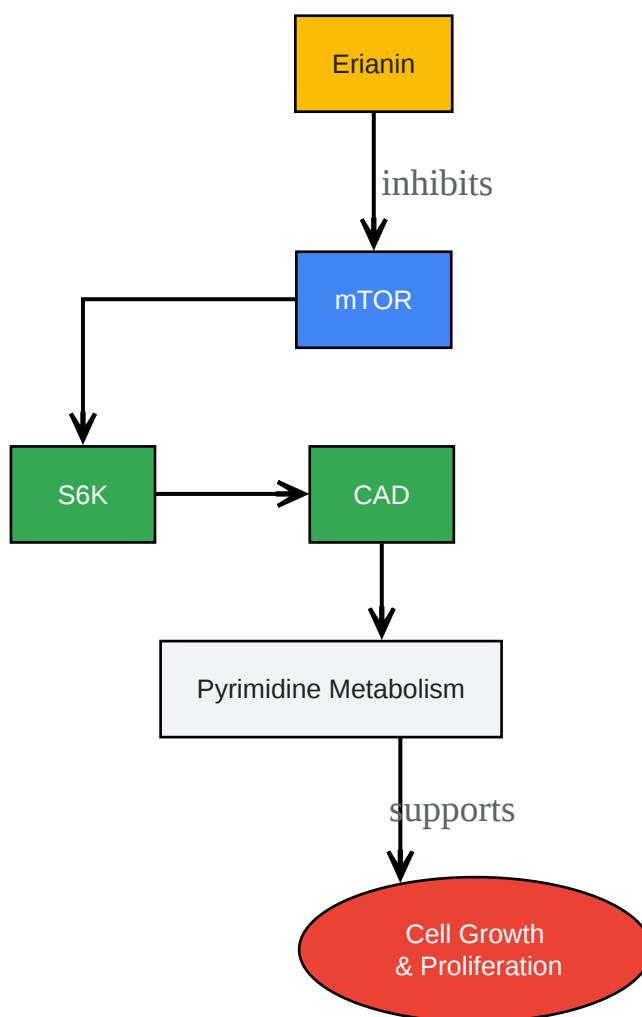 Erianin
inhibits
mTOR
S6K
CAD
Pyrimidine Metabolism
supports
Cell Growth
& Proliferation